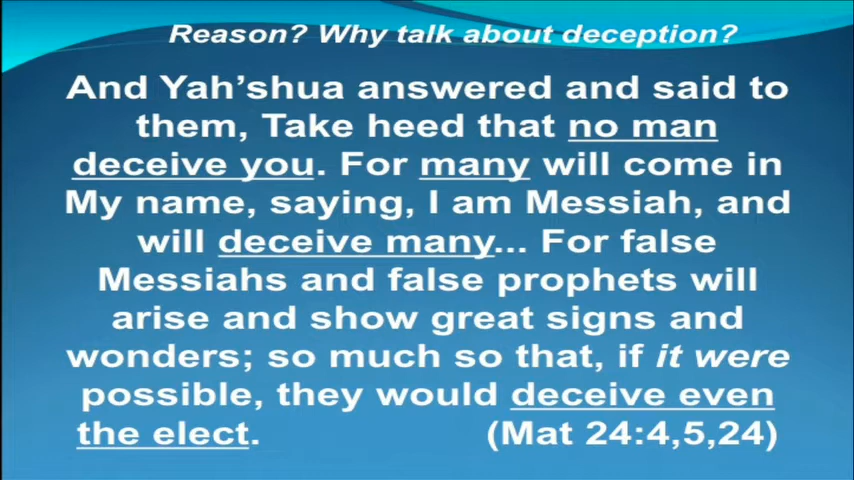 Reason? Why talk about deception?
And Yah’shua answered and said to
them, Take heed that no man
deceive you. For many will come in
My name, saying, I am Messiah, and
will deceive many... For false
Messiahs and false prophets will
arise and show great signs and
wonders; so much so that, if it were
possible, they would deceive even
the elect. (Mat 24:4,5,24)